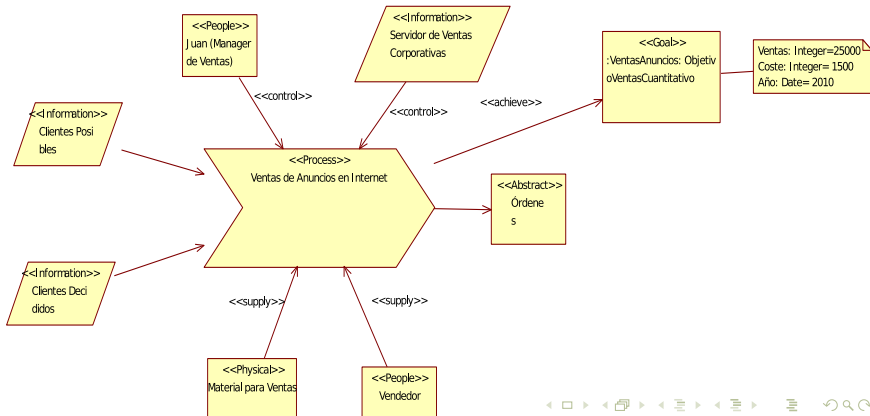 <<People>>
Juan (Manager
de Ventas)
<<Information>>
Servidor de Ventas
Corporativas
<<Goal>>
:VentasAnuncios: Objetiv
oVentasCuantitativo
Ventas: Integer=25000
Coste: Integer= 1500
Año: Date= 2010
<<control>>
<<control>>
<<achieve>>
<<Information>>
Clientes Posi
bles
<<Process>>
Ventas de Anuncios en Internet
<<Abstract>>
Órdene
s
<<Information>>
Clientes Deci
didos
<<supply>>
<<supply>>
<<Physical>>
Material para Ventas
<<People>>
Vendedor